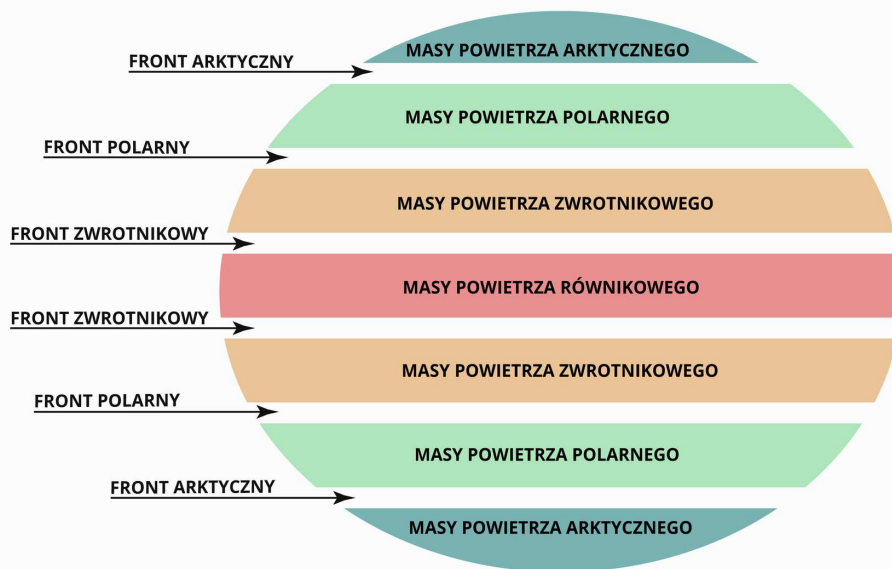 MASY POWIETRZA ARKTYCZNEGO
FRONT ARKTYCZNY
MASY POWIETRZA POLARNEGO
FRONT POLARNY
MASY POWIETRZA ZWROTNIKOWEGO
FRONT ZWROTNIKOWY
MASY POWIETRZA RÓWNIKOWEGO
FRONT ZWROTNIKOWY
MASY POWIETRZA ZWROTNIKOWEGO
FRONT POLARNY
MASY POWIETRZA POLARNEGO
FRONT ARKTYCZNY
MASY POWIETRZA ARKTYCZNEGO